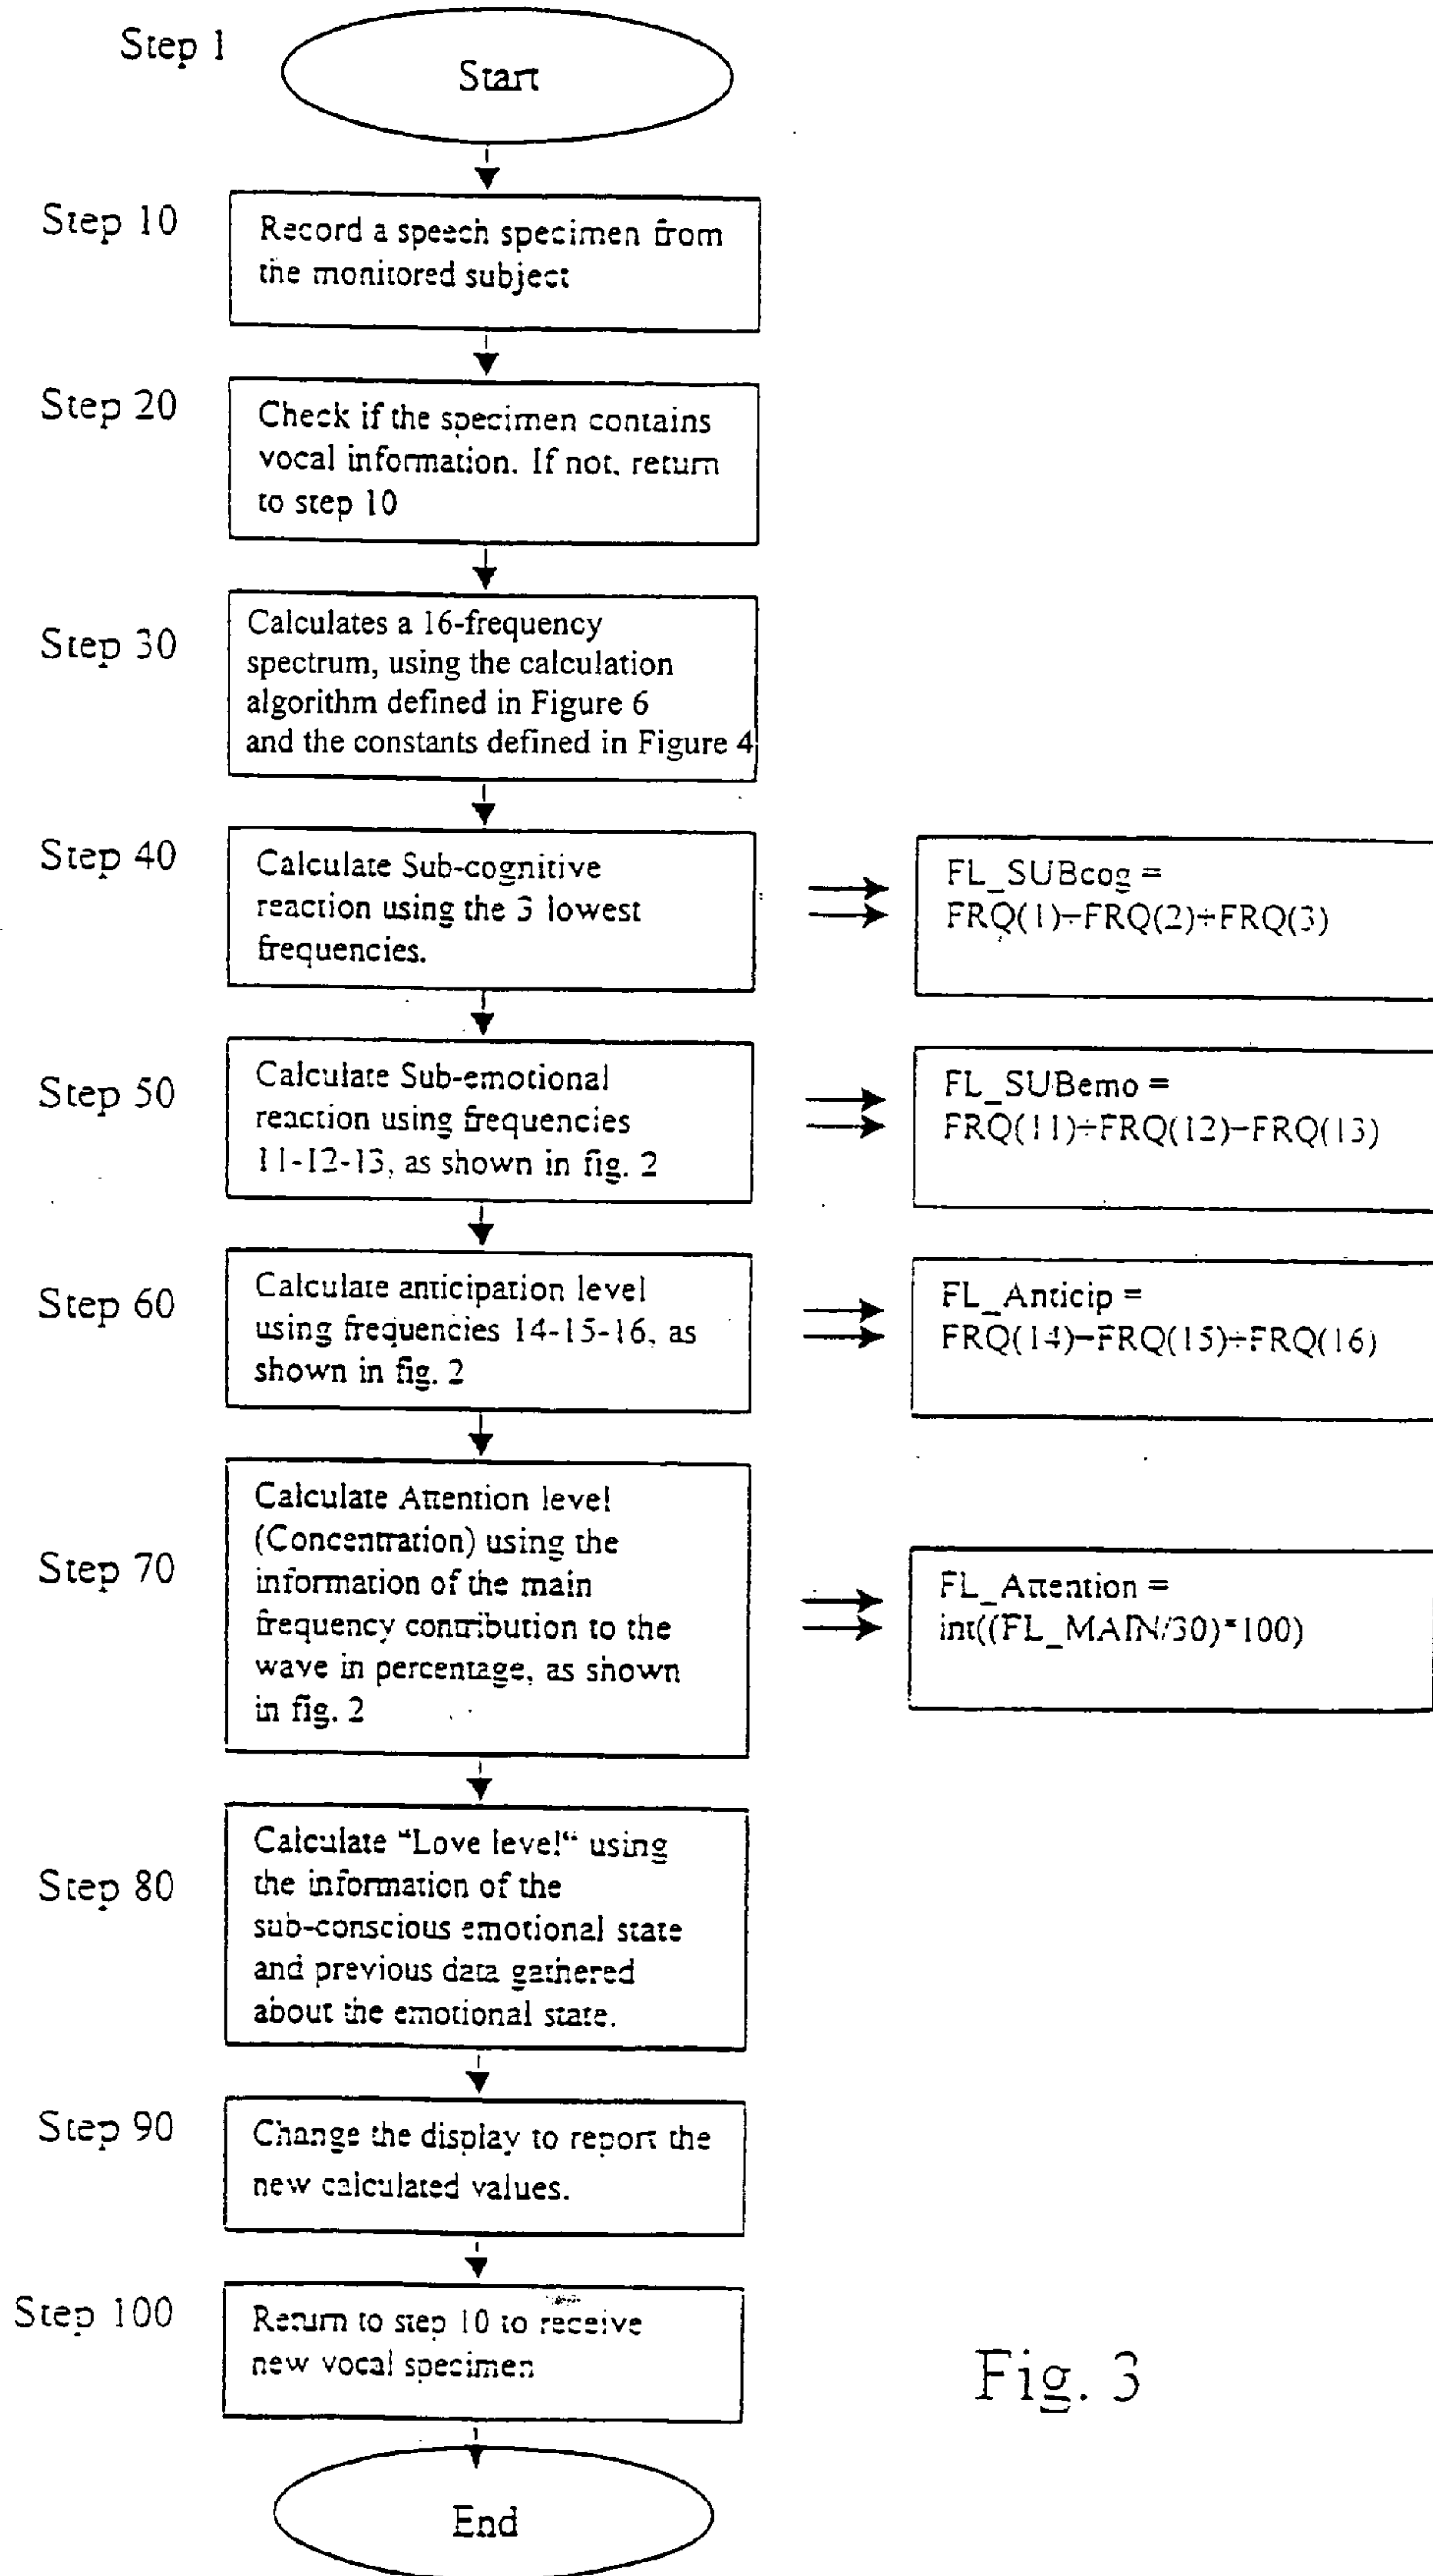 Step 1
Start
Step 10
Record a speech specimen from
the monitored subject
Step 20
Check if the specimen contains
vocal information. If not, return
to step 10
Step 30
Calculates a 16-frequency
spectrum, using the calculation
algorithm defined in Figure 6
and the constants defined in Figure 4
Step 40
Calculate Sub-cognitive
reaction using the 3 lowest
frequencies.
FL_SUBcog =
FRQ(1)+FRQ(2)+FRQ(3)
Step 50
Calculate Sub-emotional
reaction using frequencies
11-12-13, as shown in fig. 2
FL_SUBemo =
FRQ(11)+FRQ(12)+FRQ(13)
Step 60
Calculate anticipation level
using frequencies 14-15-16, as
shown in fig. 2
FL_Anticip =
FRQ(14)+FRQ(15)+FRQ(16)
Step 70
Calculate Attention level
(Concentration) using the
information of the main
frequency contribution to the
wave in percentage, as shown
in fig. 2
FL_Attention =
int((FL_MAIN/30)*100)
Step 80
Calculate "Love level" using
the information of the
sub-conscious emotional state
and previous data gathered
about the emotional state.
Step 90
Change the display to report the
new calculated values.
Step 100
Return to step 10 to receive
new vocal specimen
End
Fig. 3